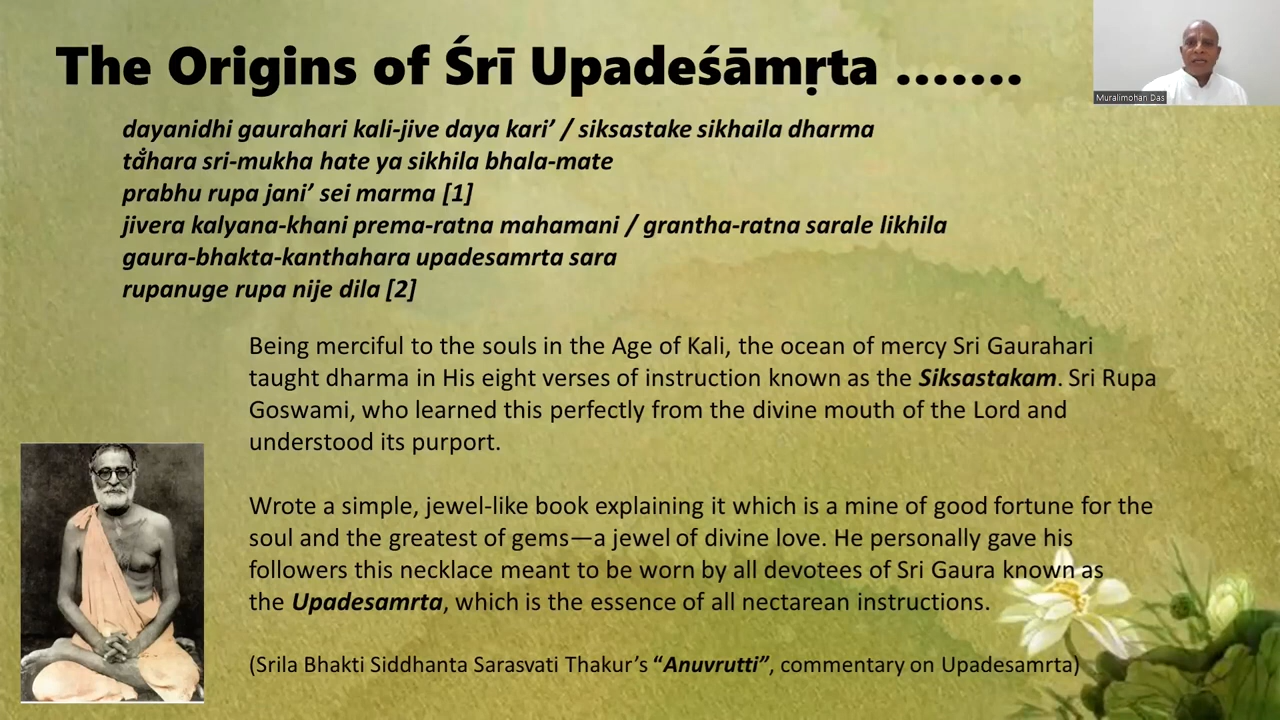 The Origins of Śrī Upadeśāmṛta .......
Muralimohan Das
dayanidhi gaurahari kali-jive daya kari’ / siksastake sikhaila dharma
tåhara sri-mukha hate ya sikhila bhala-mate
prabhu rupa jani’ sei marma [1]
jivera kalyana-khani prema-ratna mahamani / grantha-ratna sarale likhila
gaura-bhakta-kanthahara upadesamrta sara
rupanuge rupa nije dila [2]
Being merciful to the souls in the Age of Kali, the ocean of mercy Sri Gaurahari
taught dharma in His eight verses of instruction known as the Siksastakam. Sri Rupa
Goswami, who learned this perfectly from the divine mouth of the Lord and
understood its purport.
Wrote a simple, jewel-like book explaining it which is a mine of good fortune for the
soul and the greatest of gems—a jewel of divine love. He personally gave his
followers this necklace meant to be worn by all devotees of Sri Gaura known as
the Upadesamrta, which is the essence of all nectarean instructions.
(Srila Bhakti Siddhanta Sarasvati Thakur’s “Anuvrutti”, commentary on Upadesamrta)